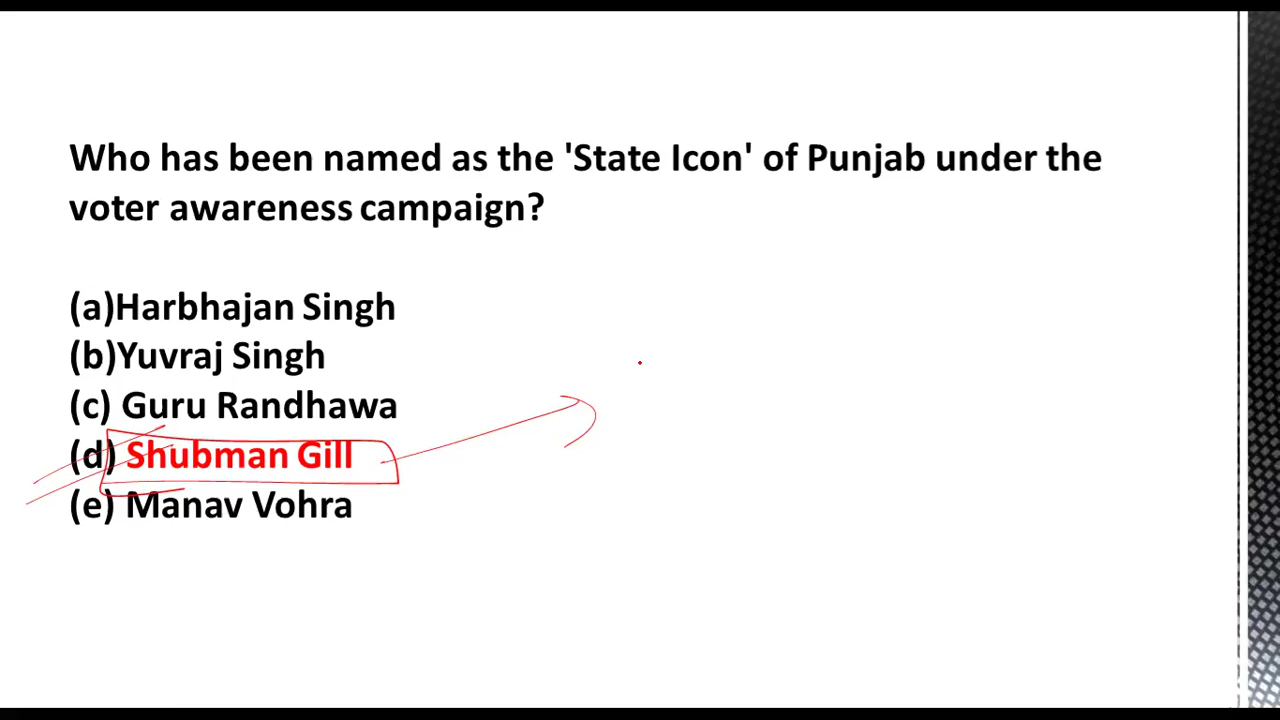 Who has been named as the 'State Icon' of Punjab under the
voter awareness campaign?
(a)Harbhajan Singh
(b)Yuvraj Singh
(c) Guru Randhawa
(d) Shubman Gill
(e) Manav Vohra